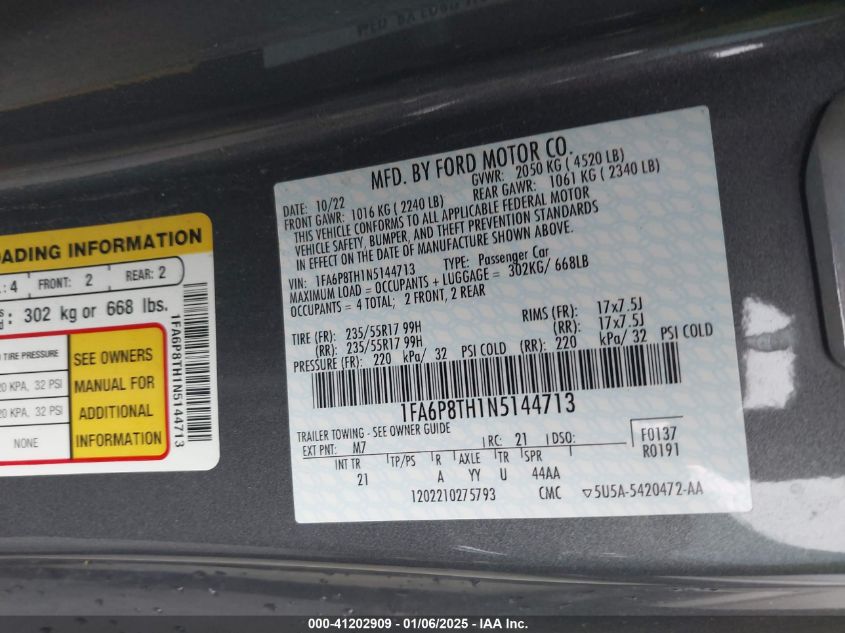 MFD. BY FORD MOTOR CO.
DATE: 10/22 GVWR: 2050 KG ( 4520 LB)
FRONT GAWR: 1016 KG ( 2240 LB) REAR GAWR: 1061 KG ( 2340 LB)
THIS VEHICLE CONFORMS TO ALL APPLICABLE FEDERAL MOTOR
VEHICLE SAFETY, BUMPER, AND THEFT PREVENTION STANDARDS
IN EFFECT ON THE DATE OF MANUFACTURE SHOWN ABOVE.
VIN: 1FA6P8TH1N5144713 TYPE: Passenger Car
MAXIMUM LOAD = OCCUPANTS + LUGGAGE = 302KG/ 668LB
OCCUPANTS = 4 TOTAL; 2 FRONT, 2 REAR
TIRE (FR): 235/55R17 99H RIMS (FR): 17x7.5J
(RR): 235/55R17 99H (RR): 17x7.5J
PRESSURE (FR): 220 kPa/ 32 PSI COLD (RR): 220 kPa/ 32 PSI COLD
1FA6P8TH1N5144713
TRAILER TOWING - SEE OWNER GUIDE
EXT PNT: M7 RC: 21 DSO: F0137
R0191
INT TR TP/PS R AXLE TR SPR
21 A YY U 44AA
1202210275793 CMC ▽5U5A-5420472-AA
OADING INFORMATION
: 4 FRONT: 2 REAR: 2
: 302 kg or 668 lbs.
TIRE PRESSURE
20 KPA, 32 PSI
20 KPA, 32 PSI
NONE
SEE OWNERS
MANUAL FOR
ADDITIONAL
INFORMATION
1FA6P8TH1N5144713
000-41202909 - 01/06/2025 - IAA Inc.